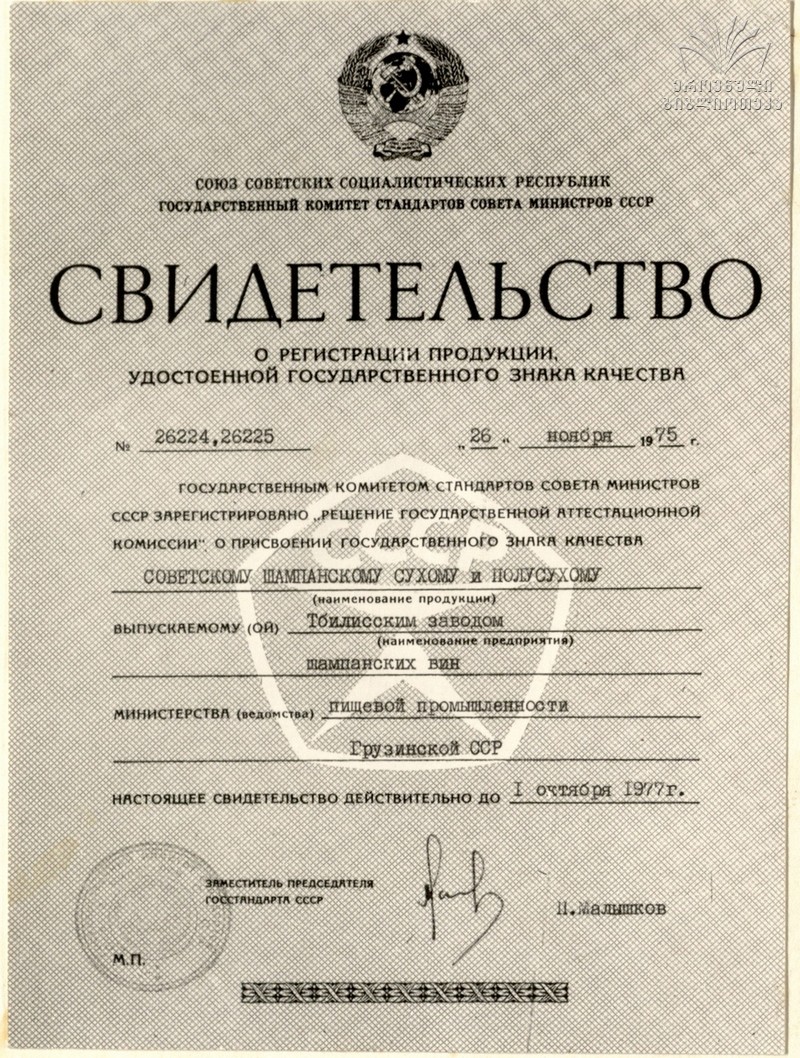 ეროვნული
ბიბლიოთეკა
СОЮЗ СОВЕТСКИХ СОЦИАЛИСТИЧЕСКИХ РЕСПУБЛИК
ГОСУДАРСТВЕННЫЙ КОМИТЕТ СТАНДАРТОВ СОВЕТА МИНИСТРОВ СССР
СВИДЕТЕЛЬСТВО
О РЕГИСТРАЦИИ ПРОДУКЦИИ,
УДОСТОЕННОЙ ГОСУДАРСТВЕННОГО ЗНАКА КАЧЕСТВА
№ 26224,26225 „26" ноября 1975 г.
ГОСУДАРСТВЕННЫМ КОМИТЕТОМ СТАНДАРТОВ СОВЕТА МИНИСТРОВ
СССР ЗАРЕГИСТРИРОВАНО „РЕШЕНИЕ ГОСУДАРСТВЕННОЙ АТТЕСТАЦИОННОЙ
КОМИССИИ" О ПРИСВОЕНИИ ГОСУДАРСТВЕННОГО ЗНАКА КАЧЕСТВА
СССР
СОВЕТСКОМУ ШАМПАНСКОМУ СУХОМУ и ПОЛУСУХОМУ
(наименование продукции)
ВЫПУСКАЕМОМУ (ОЙ) Тбилисским заводом
(наименование предприятия)
шампанских вин
МИНИСТЕРСТВА (ведомства) пищевой промышленности
Грузинской ССР
НАСТОЯЩЕЕ СВИДЕТЕЛЬСТВО ДЕЙСТВИТЕЛЬНО ДО I октября 1977г.
ЗАМЕСТИТЕЛЬ ПРЕДСЕДАТЕЛЯ
ГОССТАНДАРТА СССР
Малышков
М.П.